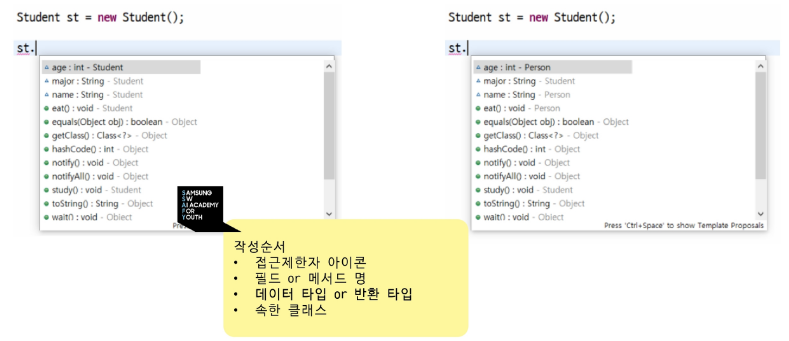 Student st = new Student();
st.
age : int - Student
major : String - Student
name : String - Student
eat() : void - Student
equals(Object obj) : boolean - Object
getClass() : Class<?> - Object
hashCode() : int - Object
notify() : void - Object
notifyAll() : void - Object
study() : void - Student
toString() : String - Object
wait() : void - Object
Pres
SAMSUNG
SW
AI ACADEMY
FOR
YOUTH
작성순서
• 접근제한자 아이콘
• 필드 or 메서드 명
• 데이터 타입 or 반환 타입
• 속한 클래스
Student st = new Student();
st.
age : int - Person
major : String - Student
name : String - Person
eat() : void - Person
equals(Object obj) : boolean - Object
getClass() : Class<?> - Object
hashCode() : int - Object
notify() : void - Object
notifyAll() : void - Object
study() : void - Student
toString() : String - Object
wait() : void - Object
Press 'Ctrl+Space' to show Template Proposals